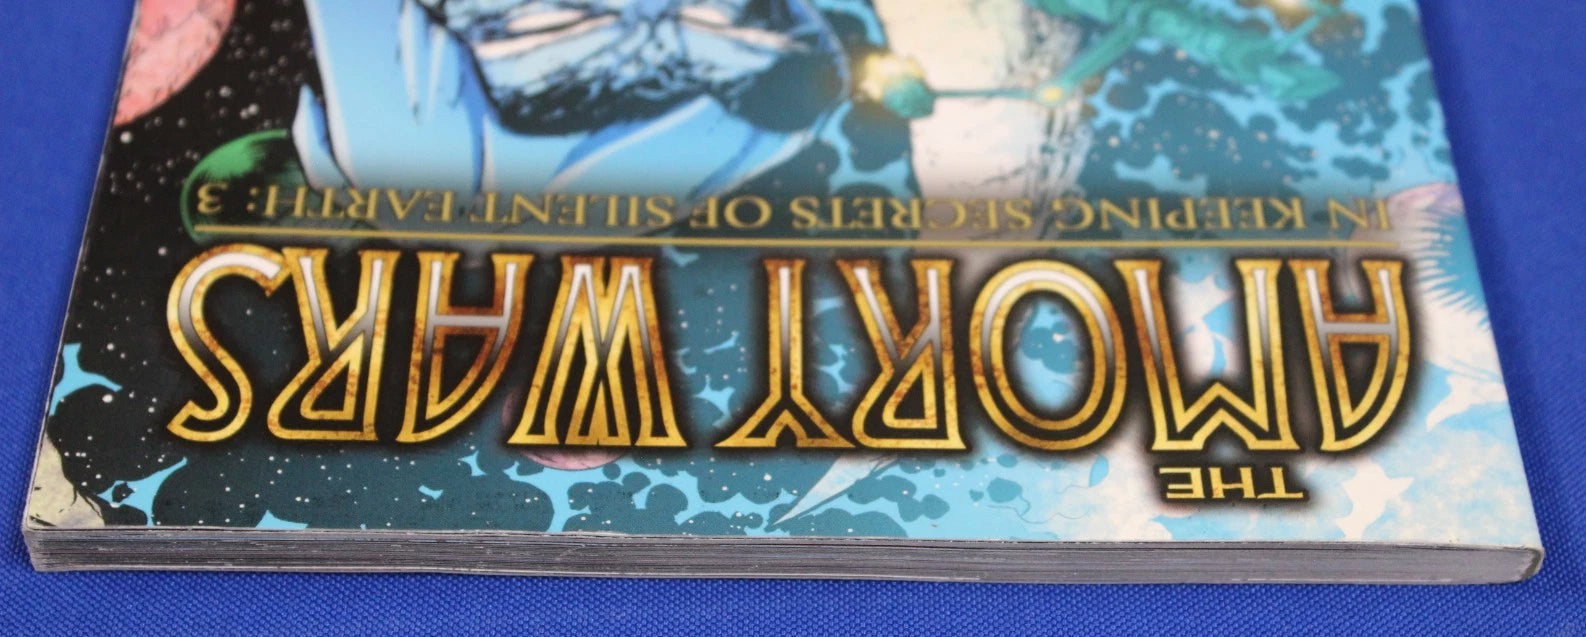 THE
AMORY WARS
IN KEEPING SECRETS OF SILENT EARTH: 3